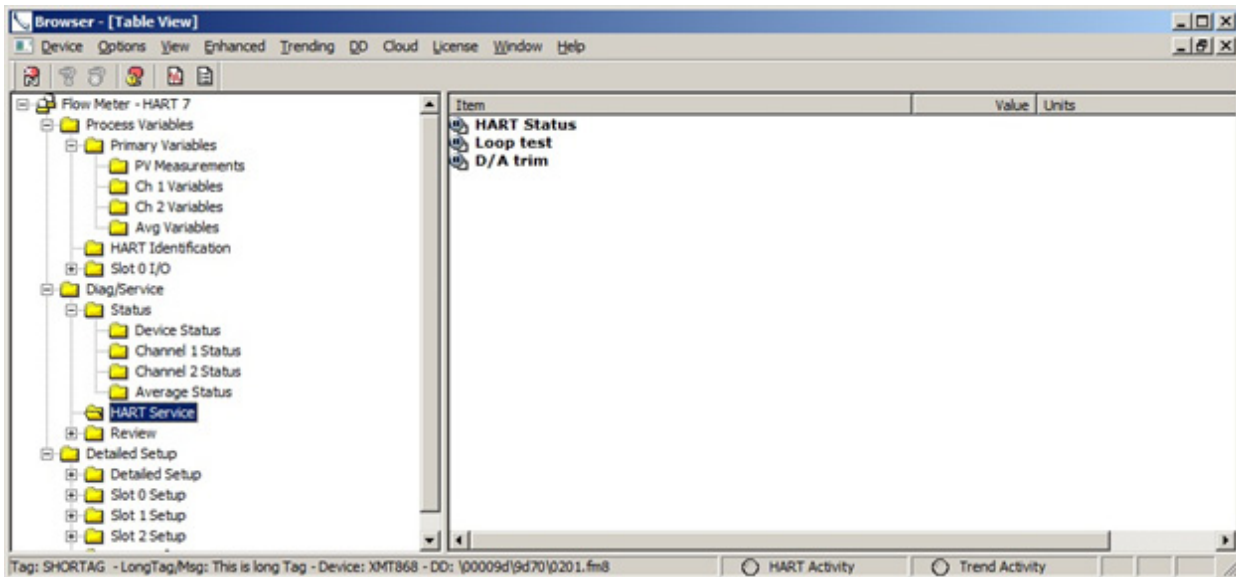 Browser - [Table View]
Device Options View Enhanced Trending DD Cloud License Window Help
Flow Meter - HART 7
Process Variables
Primary Variables
PV Measurements
Ch 1 Variables
Ch 2 Variables
Avg Variables
HART Identification
Slot 0 I/O
Diag/Service
Status
Device Status
Channel 1 Status
Channel 2 Status
Average Status
HART Service
Review
Detailed Setup
Detailed Setup
Slot 0 Setup
Slot 1 Setup
Slot 2 Setup
Item Value Units
HART Status
Loop test
D/A trim
Tag: SHORTAG - LongTag/Msg: This is long Tag - Device: XMT868 - DD: \00009d\9d70\0201.fm8 HART Activity Trend Activity